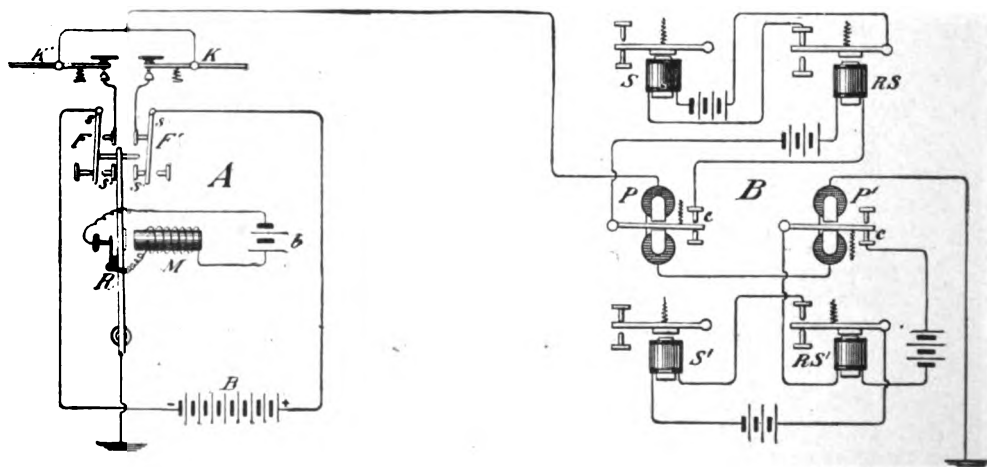 K' K
S RS
s s
F F'
s s
A
P B P'
c c
b
R M
S' RS'
- B +